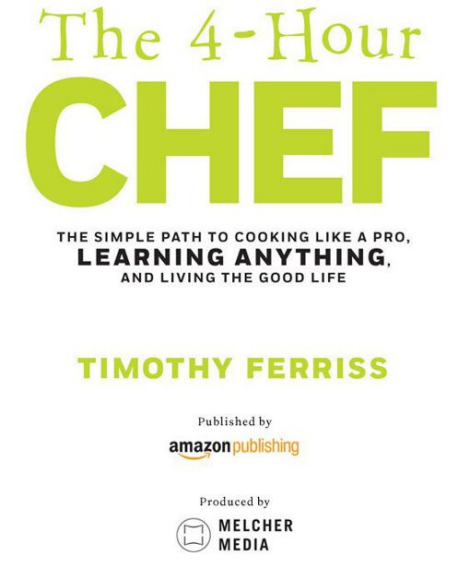 The 4-Hour
CHEF
THE SIMPLE PATH TO COOKING LIKE A PRO,
LEARNING ANYTHING,
AND LIVING THE GOOD LIFE
TIMOTHY FERRISS
Published by
amazonpublishing
Produced by
MELCHER
MEDIA